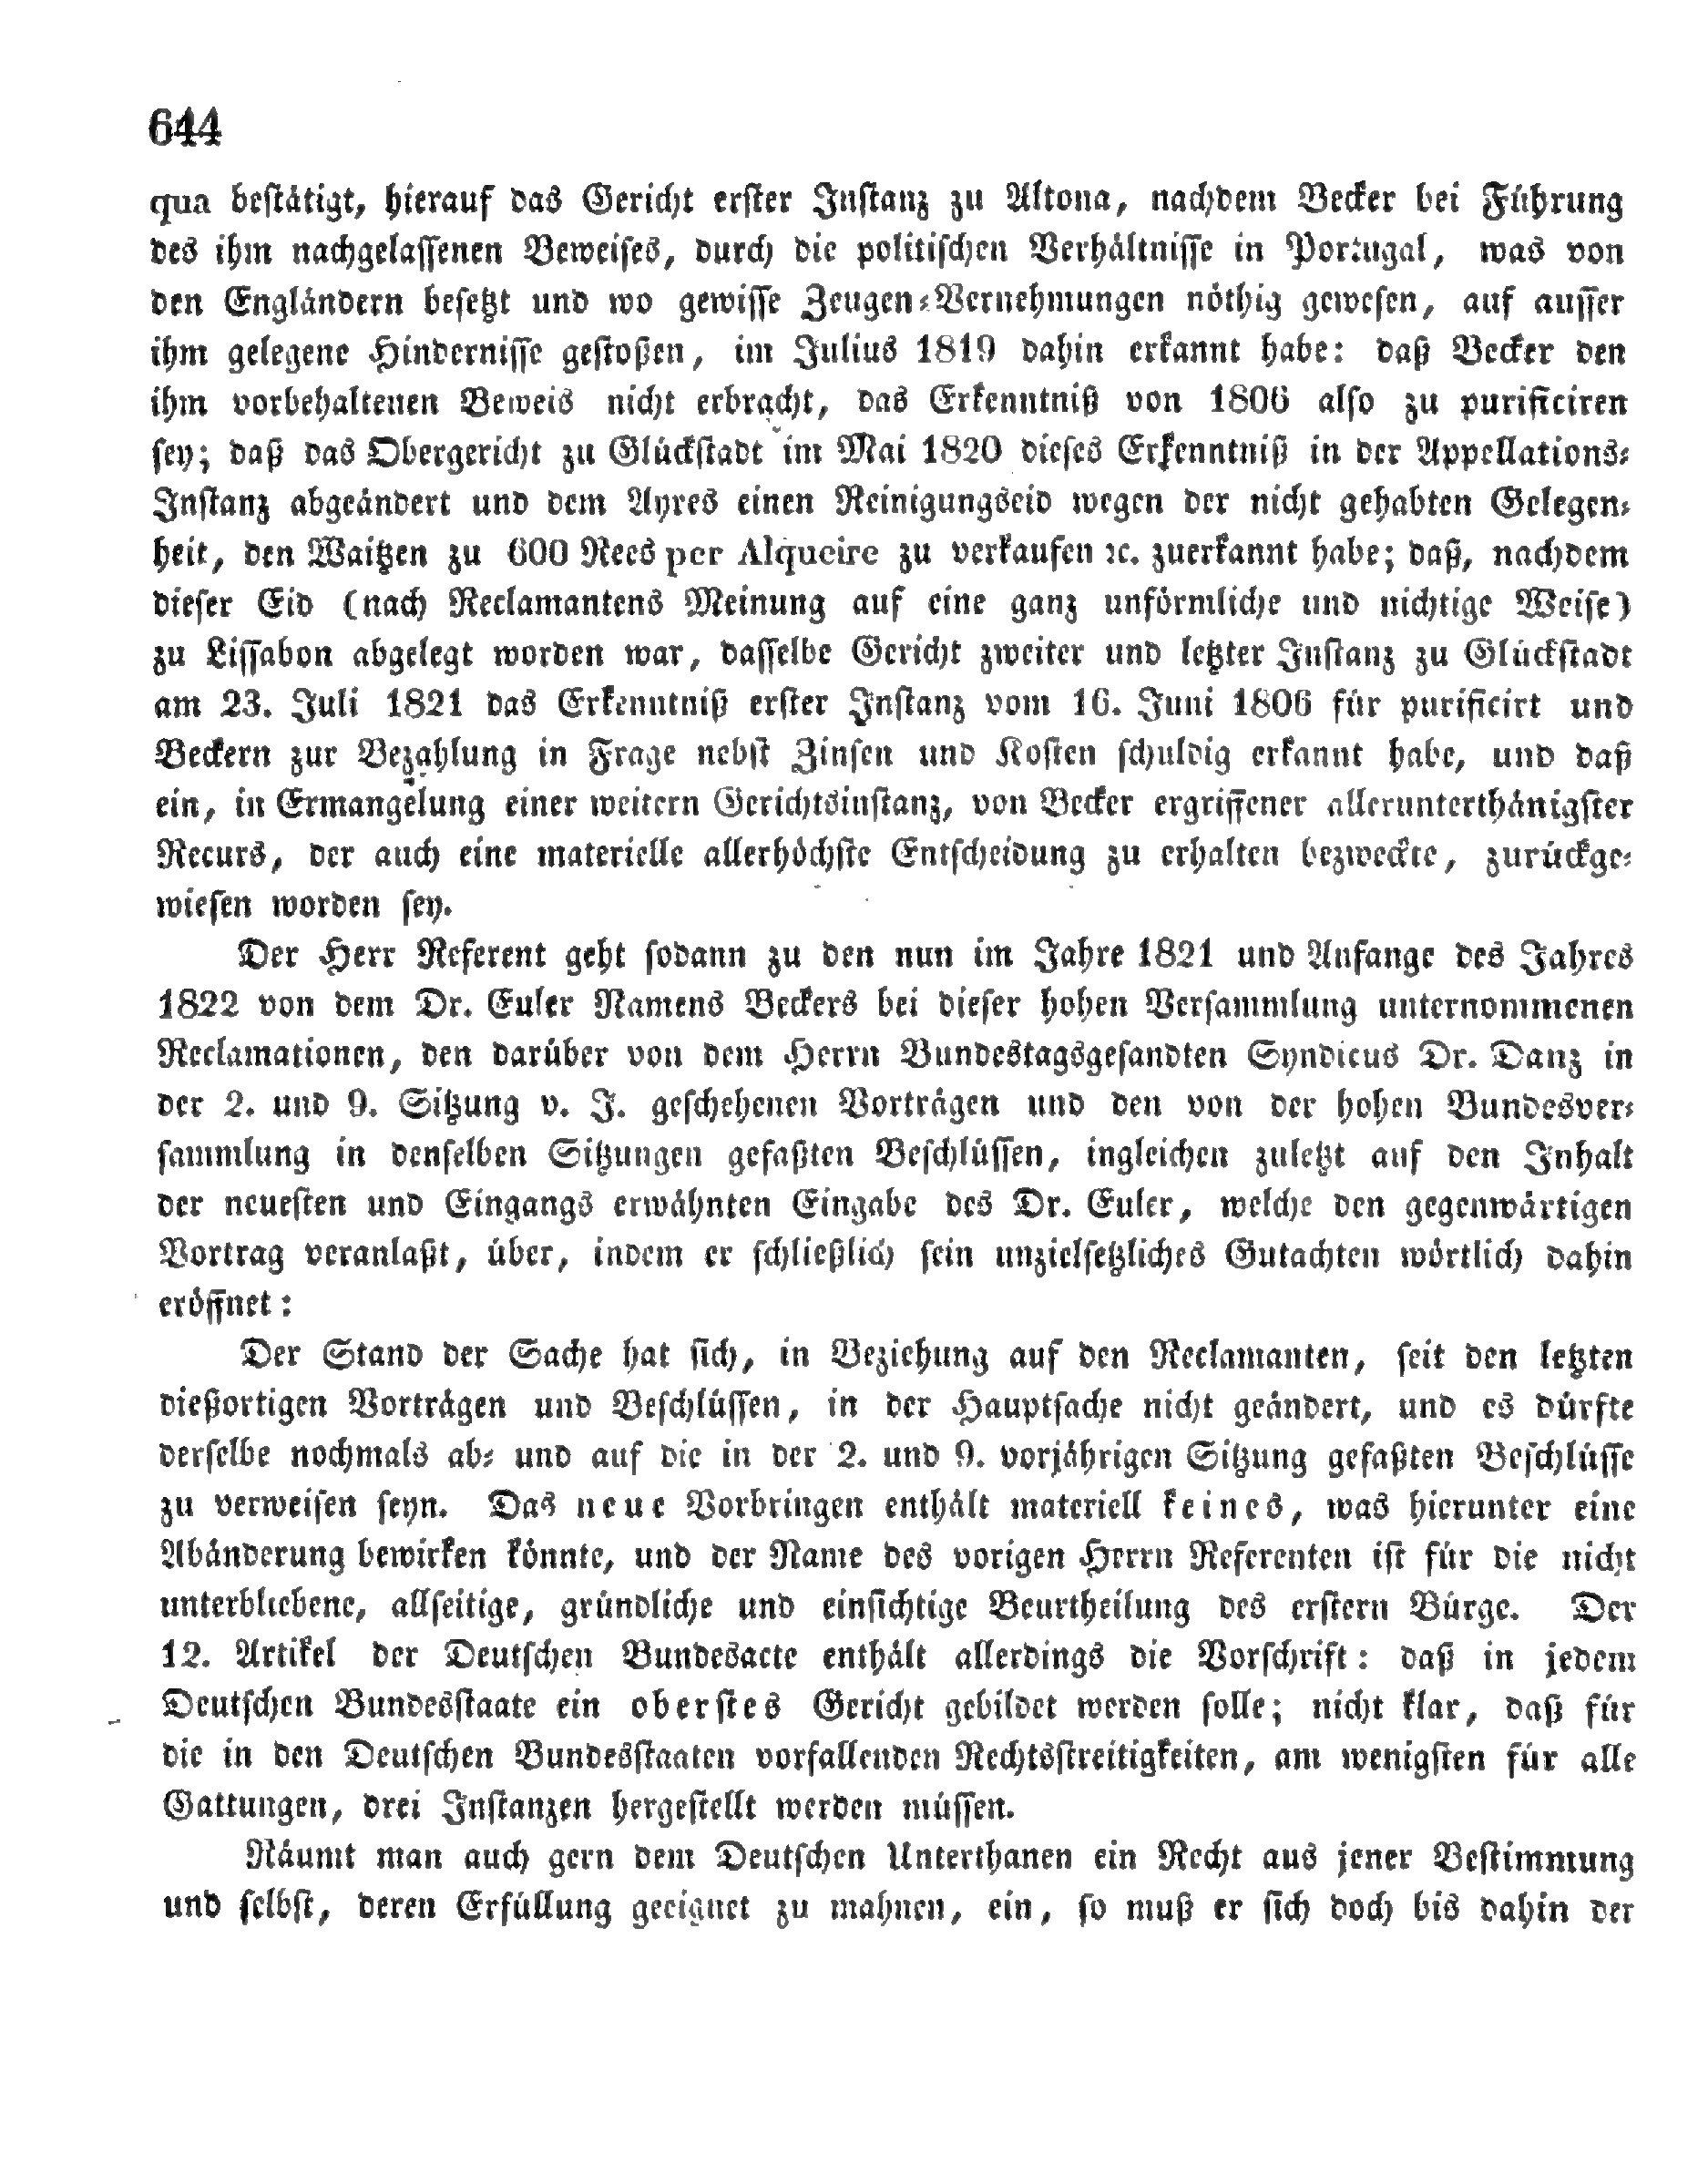 644
qua bestätigt, hierauf das Gericht erster Instanz zu Altona, nachdem Becker bei Führung
des ihm nachgelassenen Beweises, durch die politischen Verhältnisse in Portugal, was von
den Engländern besetzt und wo gewisse Zeugen-Vernehmungen nöthig gewesen, auf ausser
ihm gelegene Hindernisse gestoßen, im Julius 1819 dahin erkannt habe: daß Becker den
ihm vorbehaltenen Beweis nicht erbracht, das Erkenntniß von 1806 also zu purificiren
sey; daß das Obergericht zu Glückstadt im Mai 1820 dieses Erkenntniß in der Appellations-
Instanz abgeändert und dem Ayres einen Reinigungseid wegen der nicht gehabten Gelegen-
heit, den Waitzen zu 600 Rees per Alqueire zu verkaufen ꝛc. zuerkannt habe; daß, nachdem
dieser Eid (nach Reclamantens Meinung auf eine ganz unförmliche und nichtige Weise)
zu Lissabon abgelegt worden war, dasselbe Gericht zweiter und letzter Instanz zu Glückstadt
am 23. Juli 1821 das Erkenntniß erster Instanz vom 16. Juni 1806 für purificirt und
Beckern zur Bezahlung in Frage nebst Zinsen und Kosten schuldig erkannt habe, und daß
ein, in Ermangelung einer weitern Gerichtsinstanz, von Becker ergriffener allerunterthänigster
Recurs, der auch eine materielle allerhöchste Entscheidung zu erhalten bezweckte, zurückge-
wiesen worden sey.
Der Herr Referent geht sodann zu den nun im Jahre 1821 und Anfange des Jahres
1822 von dem Dr. Euler Namens Beckers bei dieser hohen Versammlung unternommenen
Reclamationen, den darüber von dem Herrn Bundestagsgesandten Syndicus Dr. Danz in
der 2. und 9. Sitzung v. J. geschehenen Vorträgen und den von der hohen Bundesver-
sammlung in denselben Sitzungen gefaßten Beschlüssen, ingleichen zuletzt auf den Inhalt
der neuesten und Eingangs erwähnten Eingabe des Dr. Euler, welche den gegenwärtigen
Vortrag veranlaßt, über, indem er schließlich sein unzielsetzliches Gutachten wörtlich dahin
eröffnet:
Der Stand der Sache hat sich, in Beziehung auf den Reclamanten, seit den letzten
dießortigen Vorträgen und Beschlüssen, in der Hauptsache nicht geändert, und es dürfte
derselbe nochmals ab- und auf die in der 2. und 9. vorjährigen Sitzung gefaßten Beschlüsse
zu verweisen seyn. Das neue Vorbringen enthält materiell keines, was hierunter eine
Abänderung bewirken könnte, und der Name des vorigen Herrn Referenten ist für die nicht
unterbliebene, allseitige, gründliche und einsichtige Beurtheilung des erstern Bürge. Der
12. Artikel der Deutschen Bundesacte enthält allerdings die Vorschrift: daß in jedem
Deutschen Bundesstaate ein oberstes Gericht gebildet werden solle; nicht klar, daß für
die in den Deutschen Bundesstaaten vorfallenden Rechtsstreitigkeiten, am wenigsten für alle
Gattungen, drei Instanzen hergestellt werden müssen.
Räumt man auch gern dem Deutschen Unterthanen ein Recht aus jener Bestimmung
und selbst, deren Erfüllung geeignet zu mahnen, ein, so muß er sich doch bis dahin der